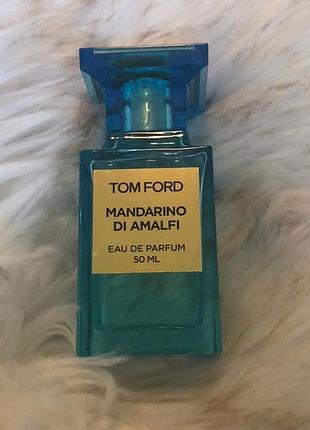 TOM FORD
MANDARINO
DI AMALFI
EAU DE PARFUM
50 ML